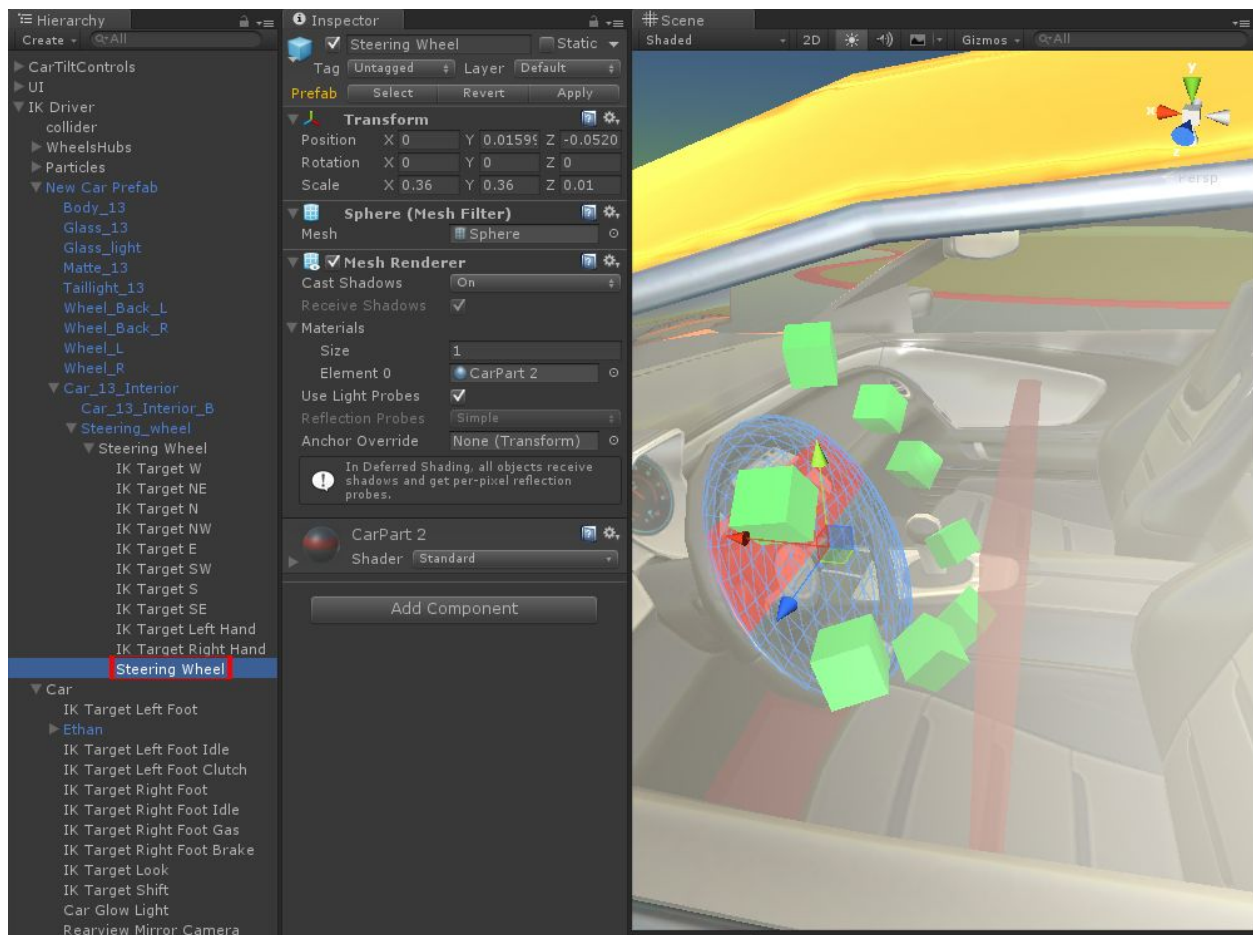 Hierarchy
Create
All
CarTiltControls
UI
IK Driver
collider
WheelsHubs
Particles
New Car Prefab
Body_13
Glass_13
Glass_light
Matte_13
Taillight_13
Wheel_Back_L
Wheel_Back_R
Wheel_L
Wheel_R
Car_13_Interior
Car_13_Interior_B
Steering_wheel
Steering Wheel
IK Target W
IK Target NE
IK Target N
IK Target NW
IK Target E
IK Target SW
IK Target S
IK Target SE
IK Target Left Hand
IK Target Right Hand
Steering Wheel
Car
IK Target Left Foot
Ethan
IK Target Left Foot Idle
IK Target Left Foot Clutch
IK Target Right Foot
IK Target Right Foot Idle
IK Target Right Foot Gas
IK Target Right Foot Brake
IK Target Look
IK Target Shift
Car Glow Light
Rearview Mirror Camera
Inspector
Steering Wheel Static
Tag Untagged Layer Default
Prefab Select Revert Apply
Transform
Position X 0 Y 0.01599 Z -0.0520
Rotation X 0 Y 0 Z 0
Scale X 0.36 Y 0.36 Z 0.01
Sphere (Mesh Filter)
Mesh Sphere
Mesh Renderer
Cast Shadows On
Receive Shadows
Materials
Size 1
Element 0 CarPart 2
Use Light Probes
Reflection Probes Simple
Anchor Override None (Transform)
In Deferred Shading, all objects receive
shadows and get per-pixel reflection
probes.
CarPart 2
Shader Standard
Add Component
Scene
Shaded 2D Gizmos All
y
x
z
Persp